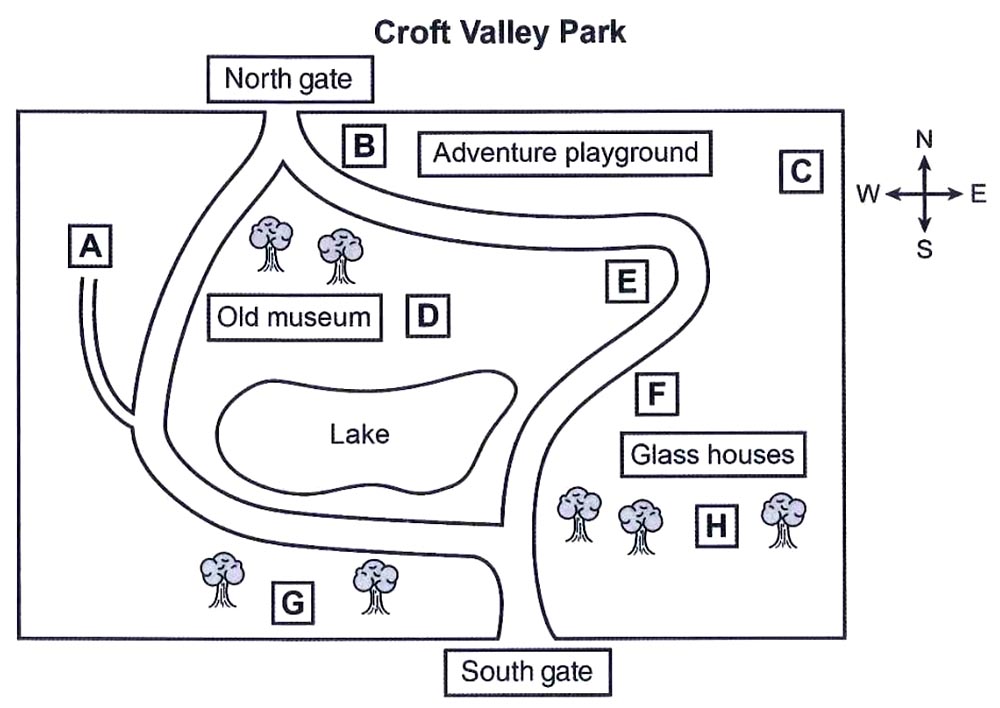 Croft Valley Park
North gate
B
Adventure playground
C
N
W E
S
A
E
Old museum
D
F
Lake
Glass houses
H
G
South gate